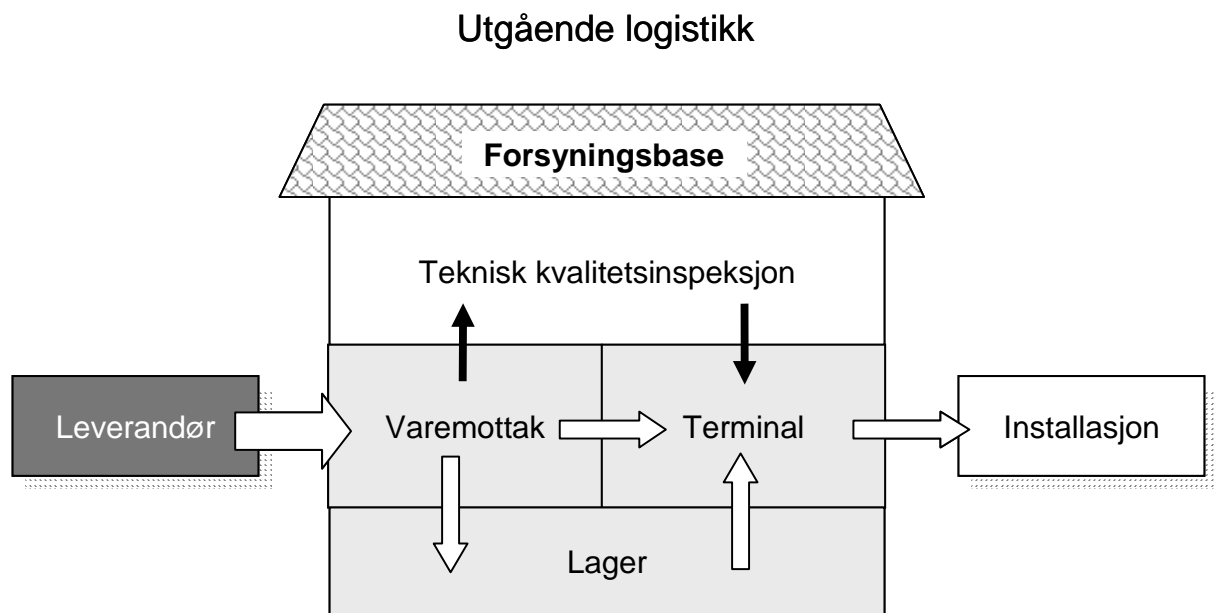 Utgående logistikk
Forsyningsbase
Teknisk kvalitetsinspeksjon
Leverandør
Varemottak
Terminal
Installasjon
Lager